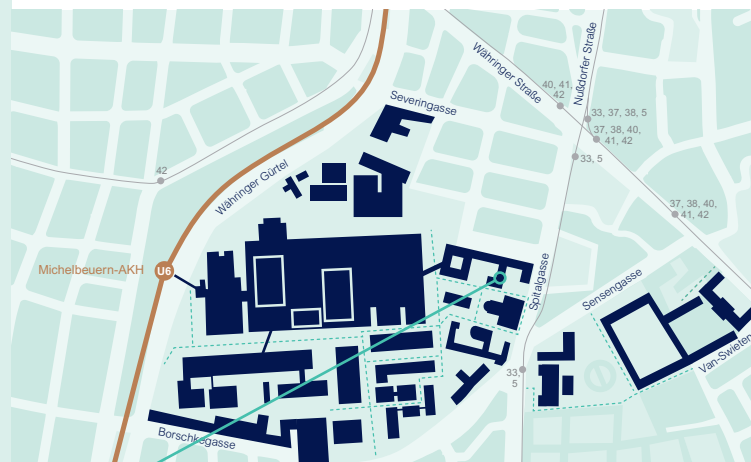 Währinger Straße
Nußdorfer Straße
40, 41,
42
Severingasse
33, 37, 38, 5
37, 38, 40,
41, 42
33, 5
42
Währinger Gürtel
37, 38, 40,
41, 42
Michelbeuern-AKH
U6
Spitalgasse
Sensengasse
Van-Swieten
33,
5
Borschkegasse